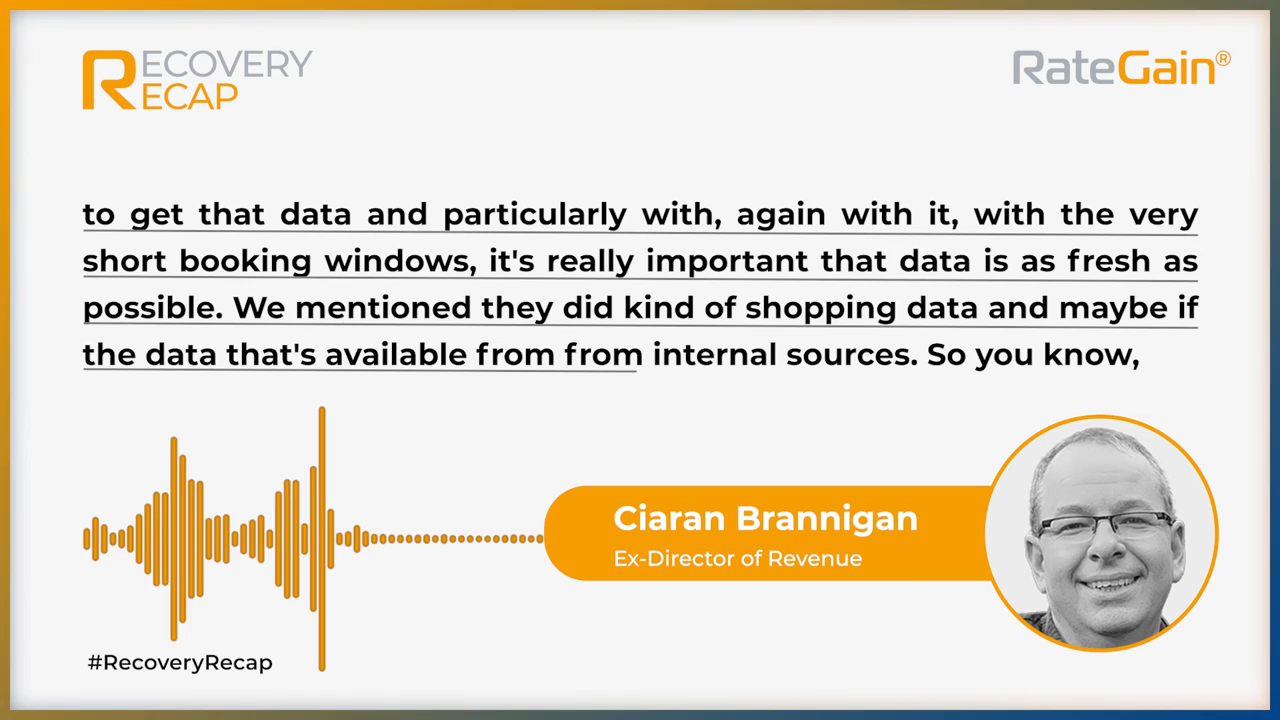 RECOVERY
RECAP
RateGain®
to get that data and particularly with, again with it, with the very
short booking windows, it's really important that data is as fresh as
possible. We mentioned they did kind of shopping data and maybe if
the data that's available from from internal sources. So you know,
Ciaran Brannigan
Ex-Director of Revenue
#RecoveryRecap